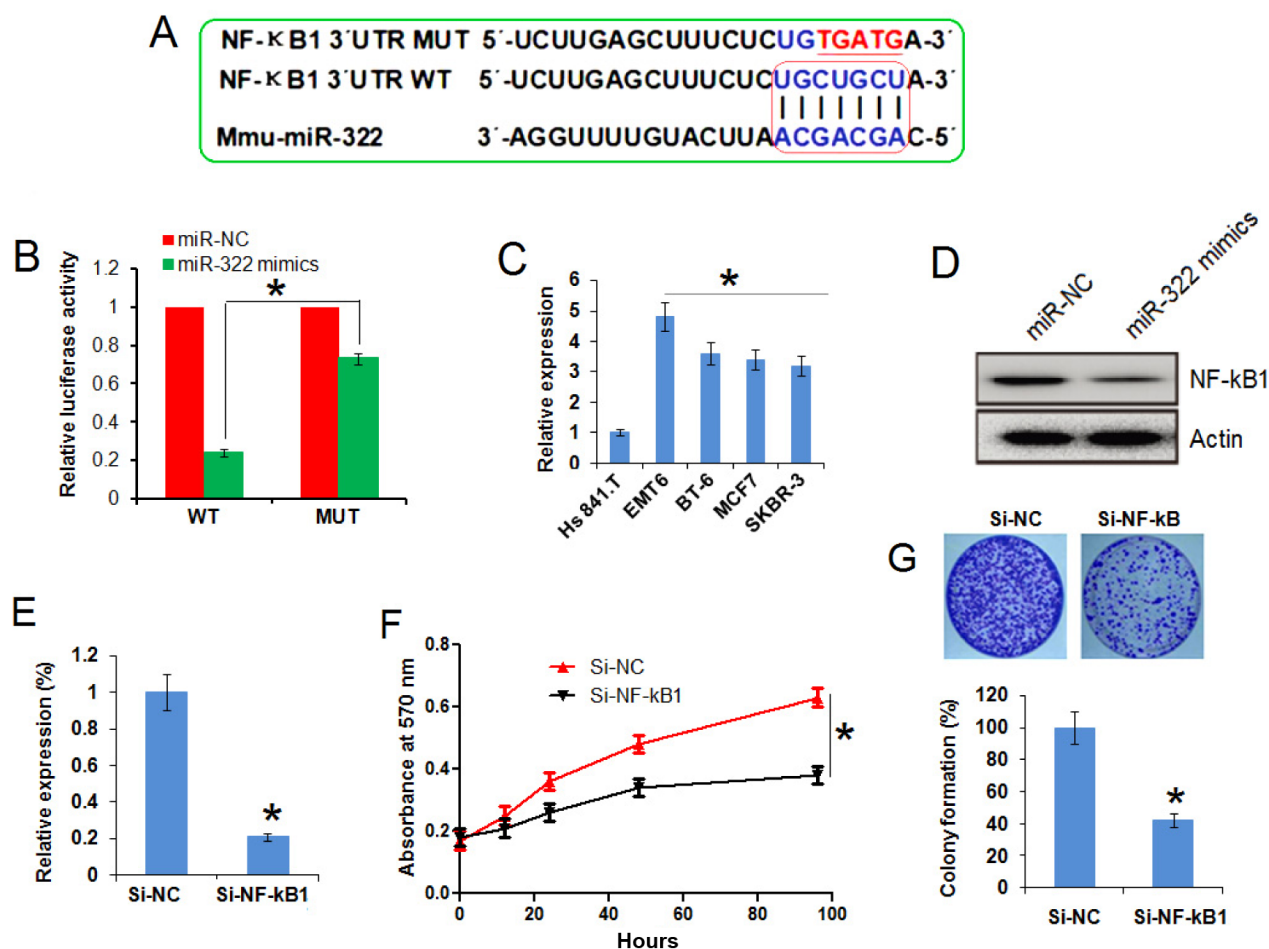 A
NF-κB1 3´UTR MUT 5´-UCUUGAGCUUUCUCUGTGATGA-3´
NF-κB1 3´UTR WT 5´-UCUUGAGCUUUCUCUGCUGCUA-3´
Mmu-miR-322 3´-AGGUUUUGUACUUAACGACGAC-5´
B
miR-NC
miR-322 mimics
Relative luciferase activity
1.2
1
0.8
0.6
0.4
0.2
0
*
WT
MUT
C
Relative expression
6
5
4
3
2
1
0
*
Hs 841.T
EMT6
BT-6
MCF7
SKBR-3
D
miR-NC
miR-322 mimics
NF-kB1
Actin
E
Relative expression (%)
1.2
1
0.8
0.6
0.4
0.2
0
*
Si-NC
Si-NF-kB1
F
Absorbance at 570 nm
0.8
0.6
0.4
0.2
0.0
Si-NC
Si-NF-kB1
*
0
20
40
60
80
100
Hours
G
Si-NC
Si-NF-kB
Colony formation (%)
120
100
80
60
40
20
0
*
Si-NC
Si-NF-kB1